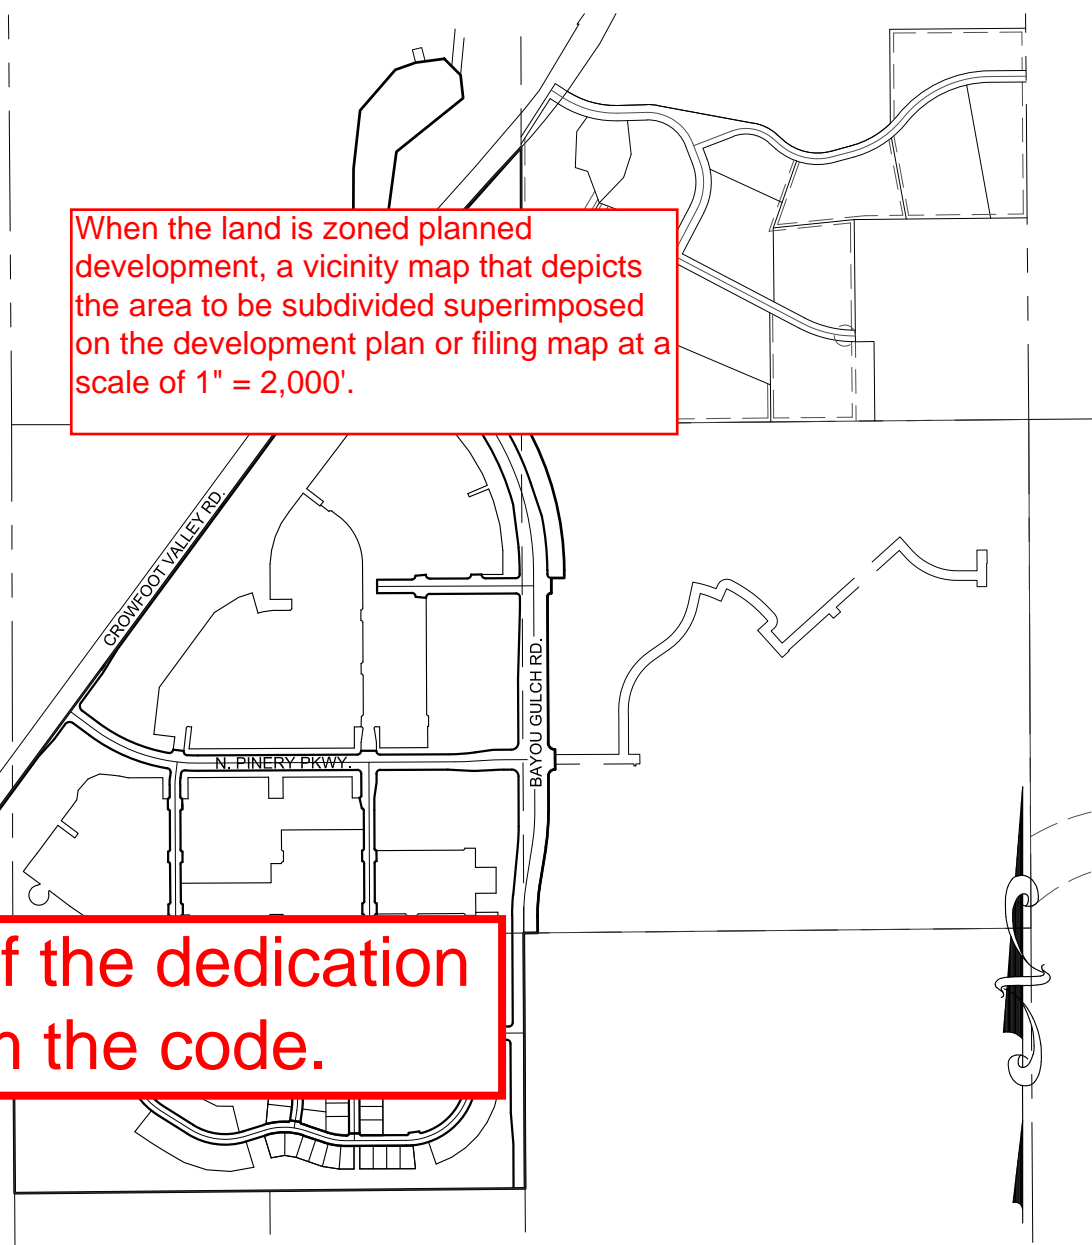 When the land is zoned planned
development, a vicinity map that depicts
the area to be subdivided superimposed
on the development plan or filing map at a
scale of 1" = 2,000'.
CROWFOOT VALLEY RD.
BAYOU GULCH RD.
N. PINERY PKWY.
the dedication
the code.